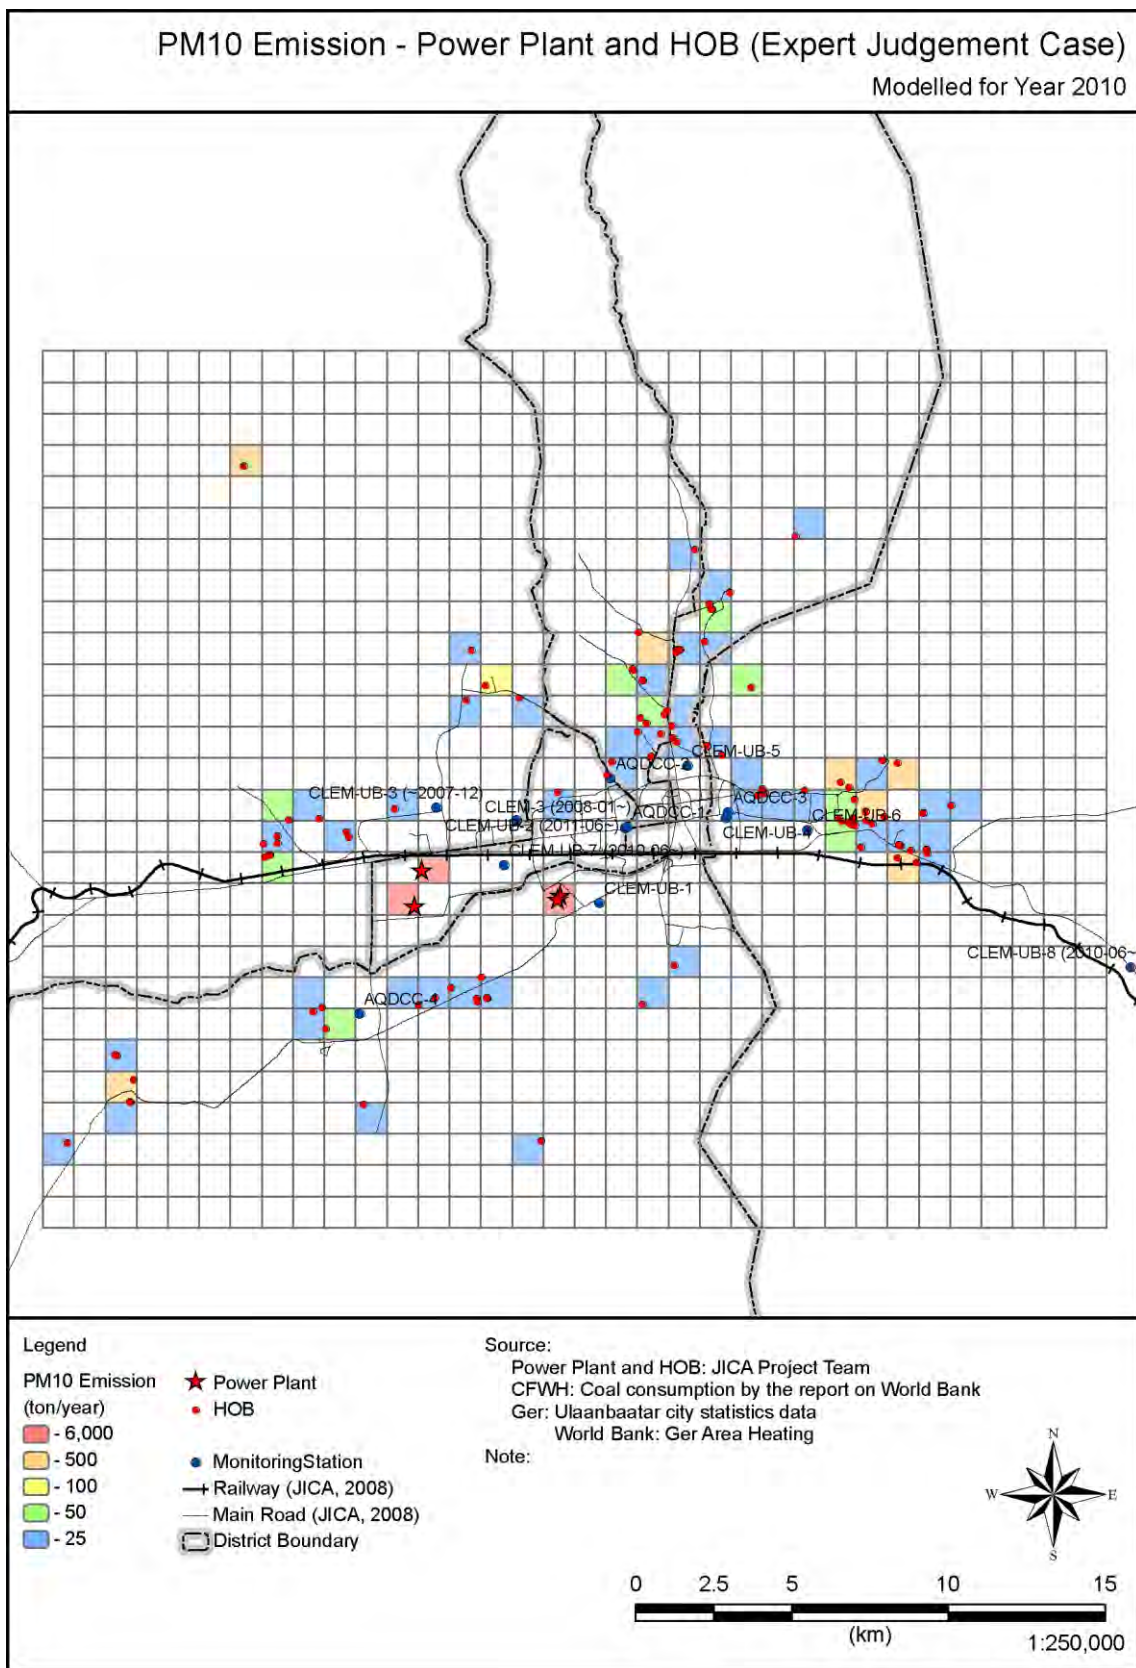 PM10 Emission - Power Plant and HOB (Expert Judgement Case)
Modelled for Year 2010
CLEM-UB-5
AQDCC-2
CLEM-UB-3 (~2007-12)
CLEM-3 (2008-01~)
AQDCC-1
AQDCC-3
CLEM-UB-6
CLEM-UB-2 (2011-06~)
CLEM-UB-4
CLEM-UB-7 (2010-06~)
CLEM-UB-1
CLEM-UB-8 (2010-06~
AQDCC-4
Legend
PM10 Emission
(ton/year)
- 6,000
- 500
- 100
- 50
- 25
Power Plant
HOB
MonitoringStation
Railway (JICA, 2008)
Main Road (JICA, 2008)
District Boundary
Source:
Power Plant and HOB: JICA Project Team
CFWH: Coal consumption by the report on World Bank
Ger: Ulaanbaatar city statistics data
World Bank: Ger Area Heating
Note:
N
W E
S
0 2.5 5 10 15
(km)
1:250,000